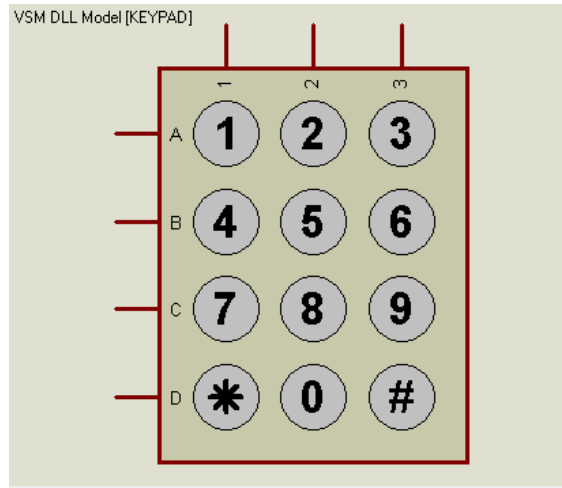 VSM DLL Model [KEYPAD]
1 2 3
A 1 2 3
B 4 5 6
C 7 8 9
D * 0 #